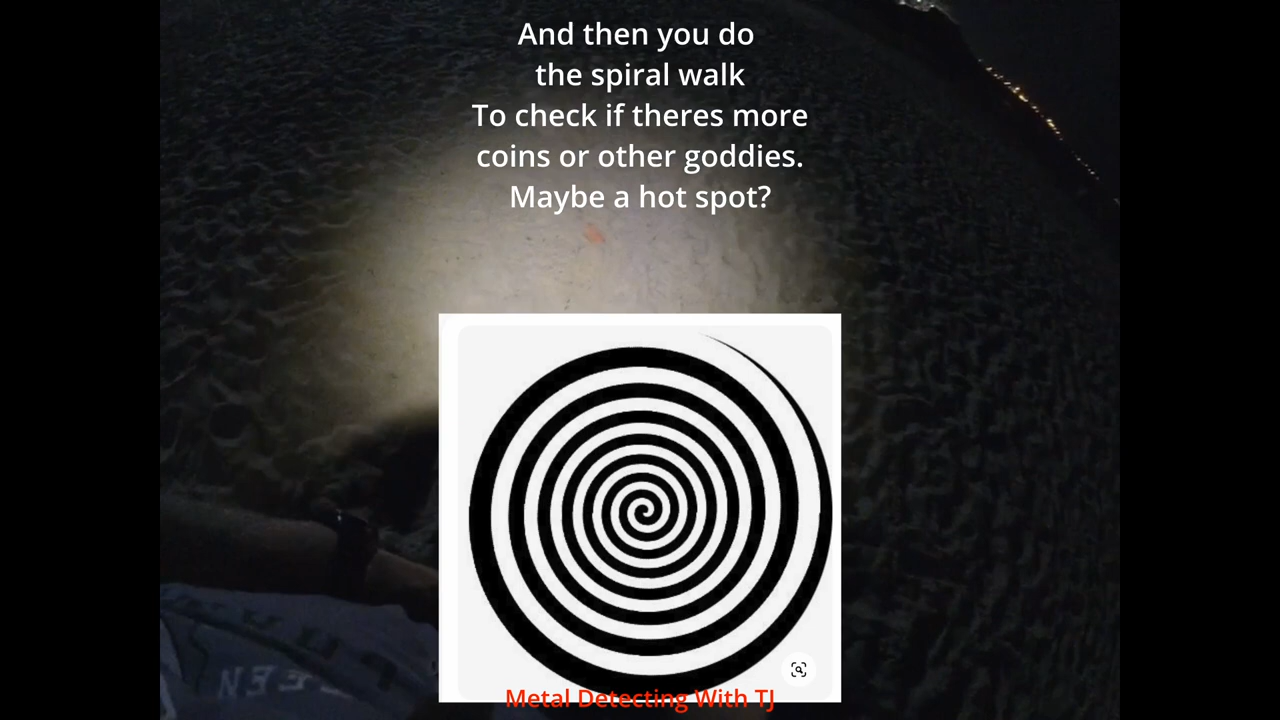 And then you do
the spiral walk
To check if theres more
coins or other goddies.
Maybe a hot spot?
Metal Detecting With TJ